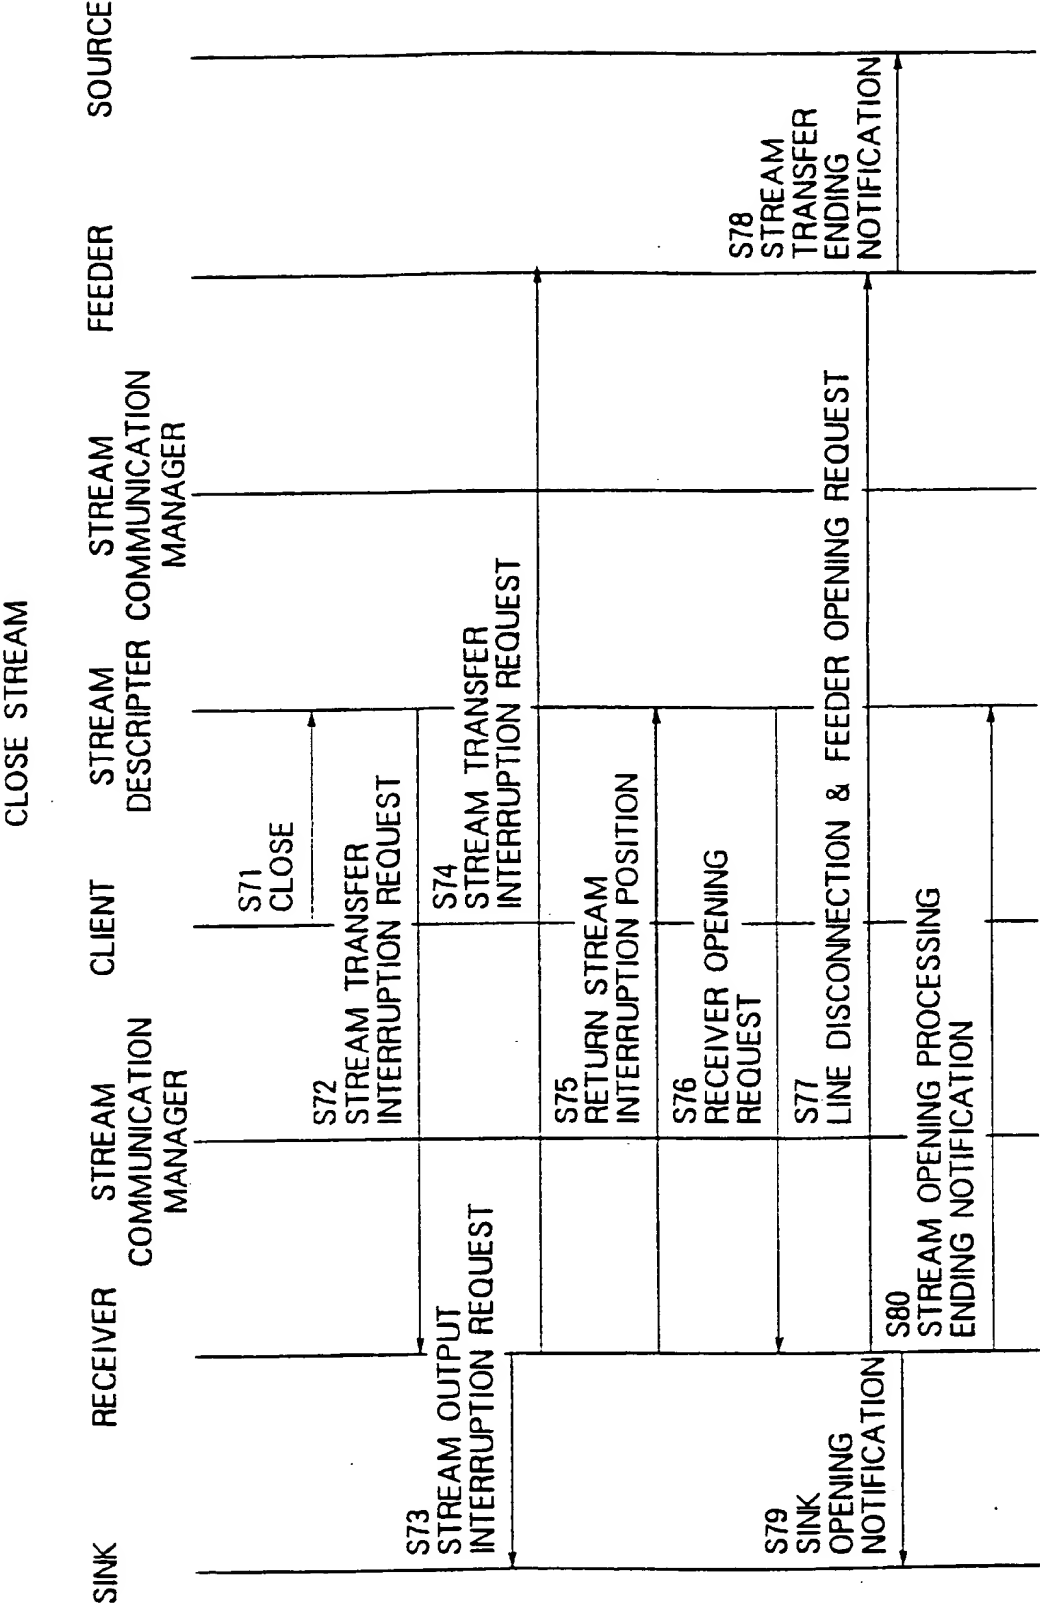 CLOSE STREAM
SINK
RECEIVER
STREAM
COMMUNICATION
MANAGER
CLIENT
STREAM
DESCRIPTER
STREAM
COMMUNICATION
MANAGER
FEEDER
SOURCE
S71
CLOSE
S72
STREAM TRANSFER
INTERRUPTION REQUEST
S73
STREAM OUTPUT
INTERRUPTION REQUEST
S74
STREAM TRANSFER
INTERRUPTION REQUEST
S75
RETURN STREAM
INTERRUPTION POSITION
S76
RECEIVER OPENING
REQUEST
S77
LINE DISCONNECTION & FEEDER OPENING REQUEST
S78
STREAM
TRANSFER
ENDING
NOTIFICATION
S79
SINK
OPENING
NOTIFICATION
S80
STREAM OPENING PROCESSING
ENDING NOTIFICATION